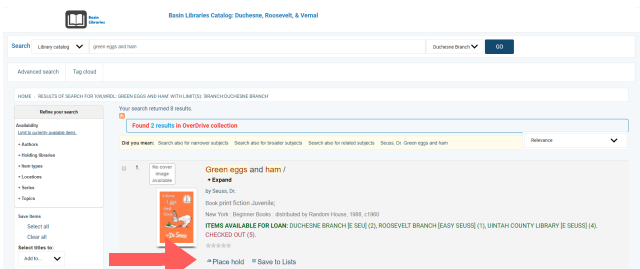 Basin Libraries
Basin Libraries Catalog: Duchesne, Roosevelt, & Vernal
Search Library catalog green eggs and ham Duchesne Branch GO
Advanced search Tag cloud
HOME › RESULTS OF SEARCH FOR 'KW,WRDL: GREEN EGGS AND HAM' WITH LIMIT(S): 'BRANCH:DUCHESNE BRANCH'
Refine your search
Your search returned 8 results.
Found 2 results in OverDrive collection
Availability
Limit to currently available items.
Authors
Holding libraries
Item types
Locations
Series
Topics
Did you mean: Search also for narrower subjects Search also for broader subjects Search also for related subjects Seuss, Dr. Green eggs and ham
Relevance
1. No cover image available
Green eggs and ham /
+ Expand
by Seuss, Dr.
Book print fiction Juvenile;
New York : Beginner Books : distributed by Random House, 1988, c1960
ITEMS AVAILABLE FOR LOAN: DUCHESNE BRANCH [E SEU] (2), ROOSEVELT BRANCH [EASY SEUSS] (1), UINTAH COUNTY LIBRARY [E SEUSS] (4).
CHECKED OUT (5).
Dr. Seuss
Save Items
Select all
Clear all
Select titles to:
Add to...
Place hold Save to Lists